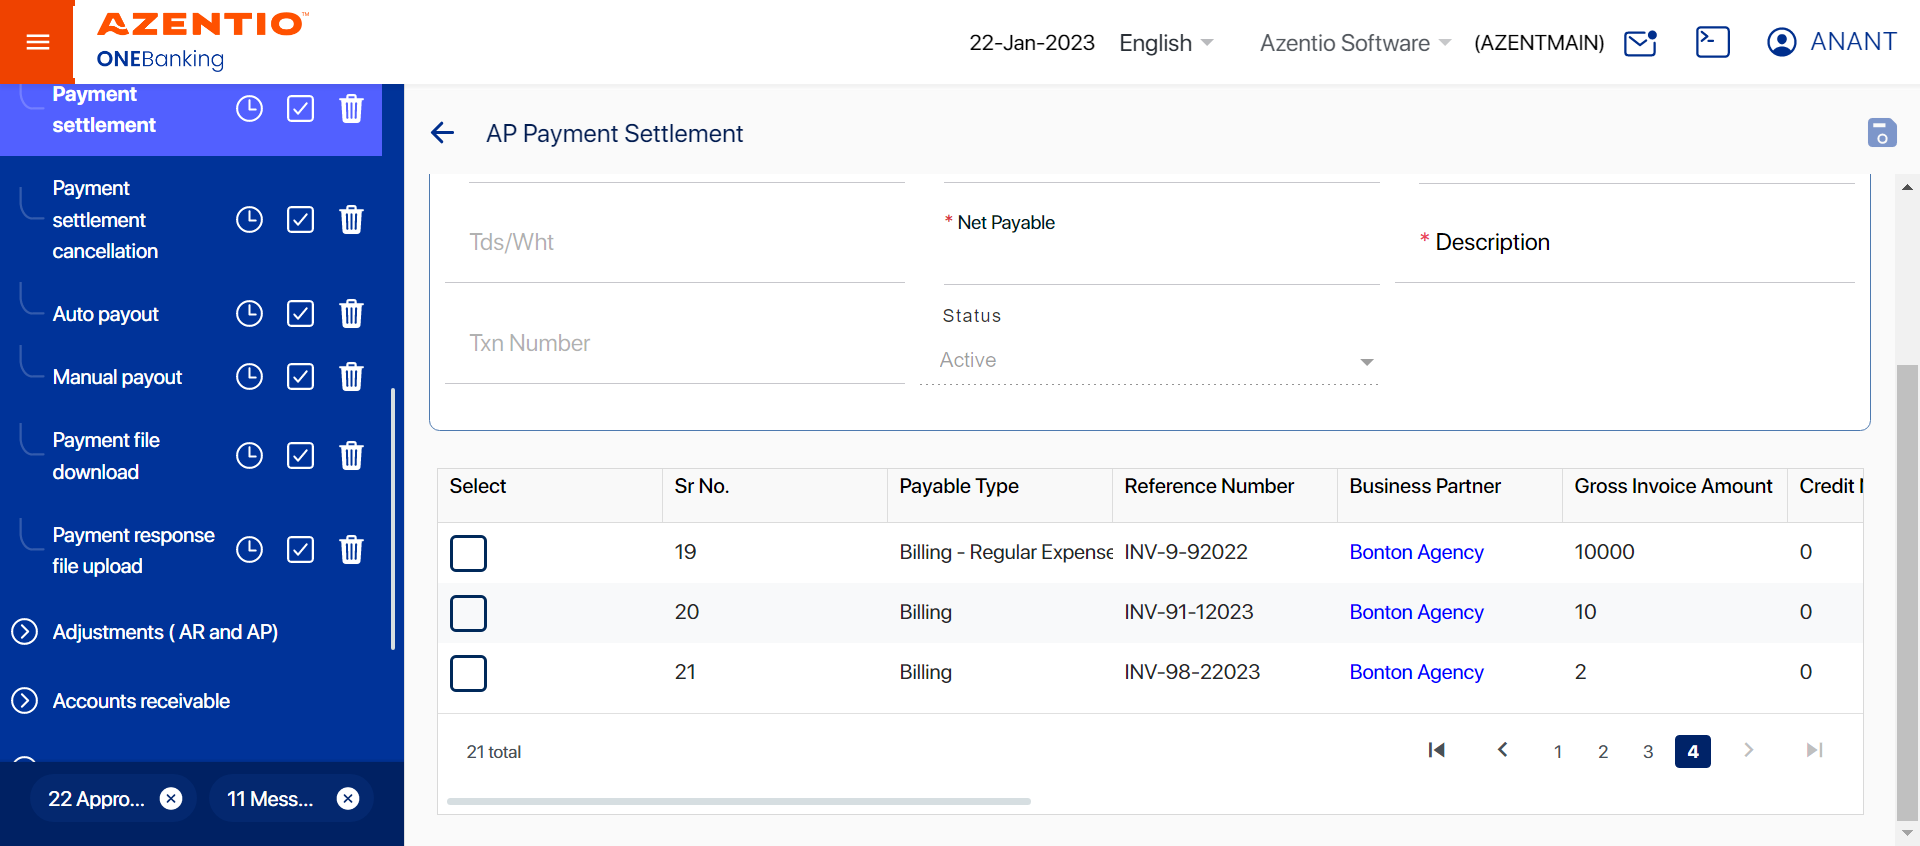 AZENTIO™
ONEBanking
22-Jan-2023 English Azentio Software (AZENTMAIN) ANANT
Payment
settlement
Payment
settlement
cancellation
Auto payout
Manual payout
Payment file
download
Payment response
file upload
Adjustments ( AR and AP)
Accounts receivable
22 Appro... 11 Mess...
AP Payment Settlement
Tds/Wht
* Net Payable
* Description
Txn Number
Status
Active
Select Sr No. Payable Type Reference Number Business Partner Gross Invoice Amount Credit
19 Billing - Regular Expense INV-9-92022 Bonton Agency 10000 0
20 Billing INV-91-12023 Bonton Agency 10 0
21 Billing INV-98-22023 Bonton Agency 2 0
21 total
1 2 3 4